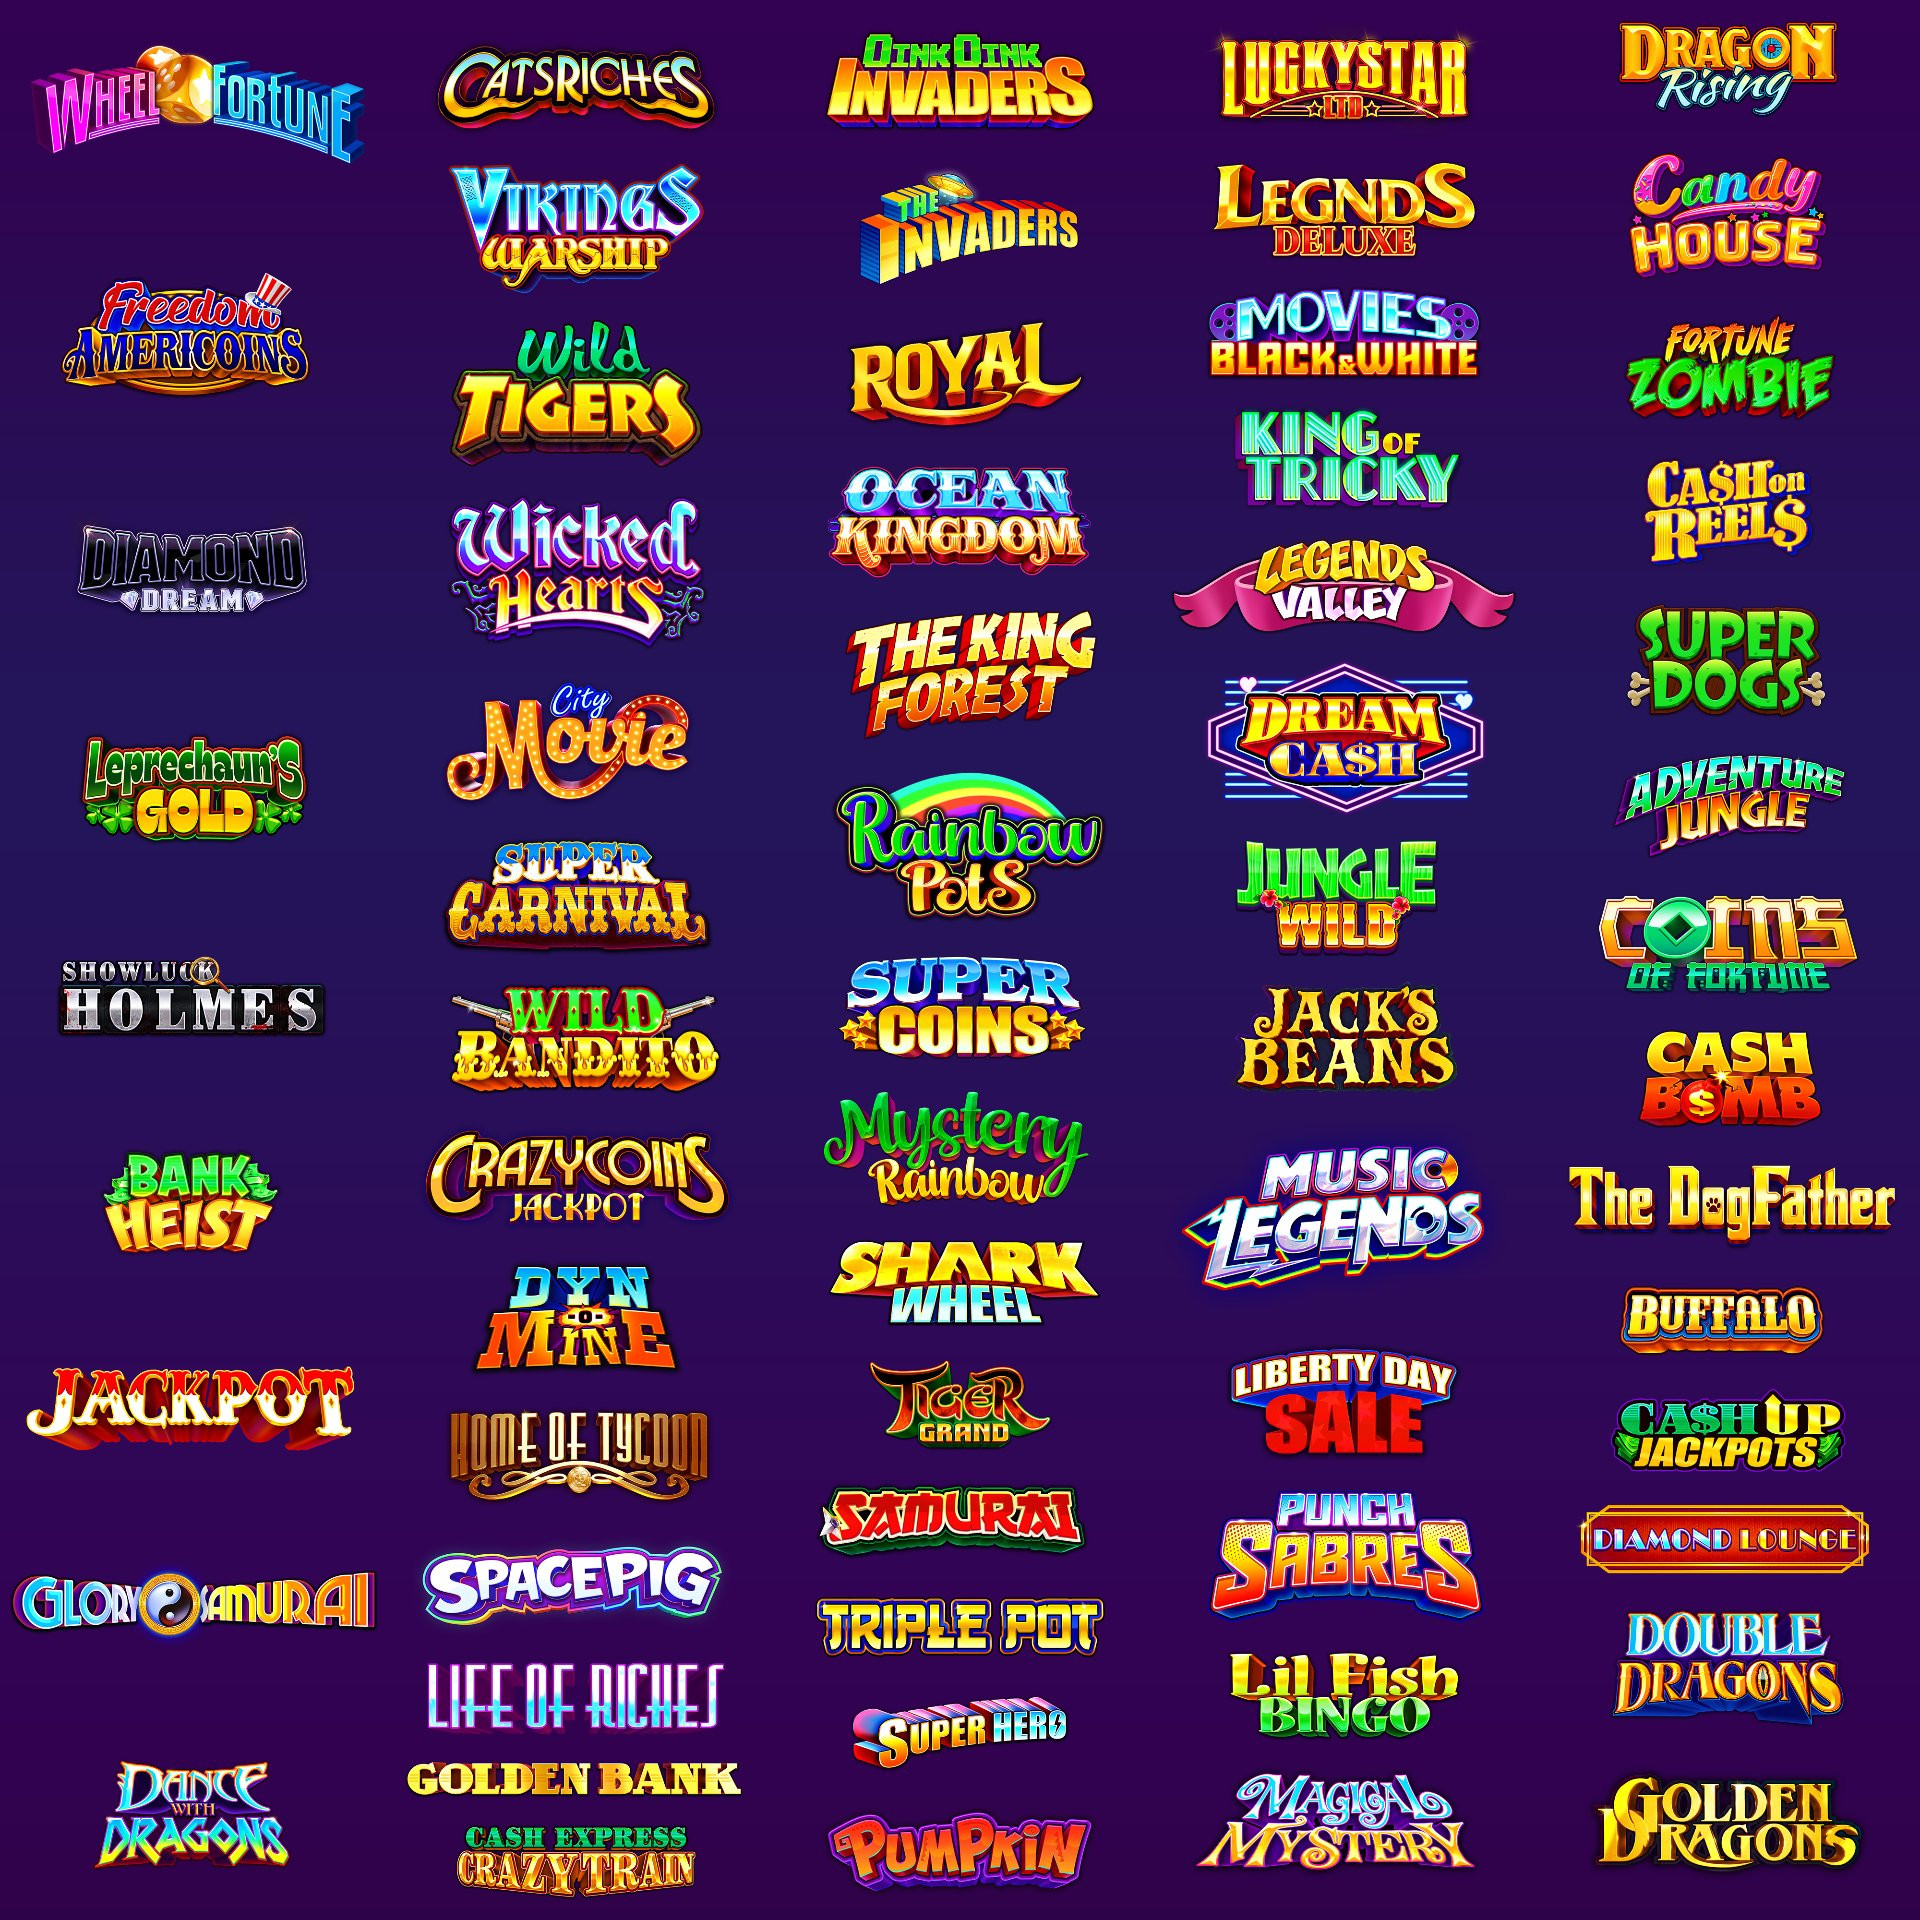 WHEEL FORTUNE
Freedom
AMERICOINS
DIAMOND
DREAM
Leprechaun's
GOLD
SHOWLUCK
HOLMES
BANK
HEIST
JACKPOT
GLORY SAMURAI
DANCE
WITH
DRAGONS
CATSRICHES
VIKINGS
WARSHIP
Wild
TIGERS
Wicked
Hearts
City
Movie
SUPER
CARNIVAL
WILD
BANDITO
CRAZYCOINS
JACKPOT
DYN
-O-
MINE
HOME OF TYCOON
SPACEPIG
LIFE OF RICHES
GOLDEN BANK
CASH EXPRESS
CRAZY TRAIN
OINK OINK
INVADERS
THE
INVADERS
ROYAL
OCEAN
KINGDOM
THE KING
FOREST
Rainbow
Pots
SUPER
COINS
Mystery
Rainbow
SHARK
WHEEL
TIGER
GRAND
SAMURAI
TRIPLE POT
SUPER HERO
PUMPKIN
LUCKYSTAR
LTD
LEGNDS
DELUXE
MOVIES
BLACK&WHITE
KING OF
TRICKY
LEGENDS
VALLEY
DREAM
CA$H
JUNGLE
WILD
JACK'S
BEANS
MUSIC
LEGENDS
LIBERTY DAY
SALE
PUNCH
SABRES
Lil Fish
BINGO
MAGICAL
MYSTERY
DRAGON
Rising
Candy
HOUSE
FORTUNE
ZOMBIE
CA$H on
REEL$
SUPER
DOGS
ADVENTURE
JUNGLE
COINS
OF FORTUNE
CASH
BOMB
The DogFather
BUFFALO
CA$H UP
JACKPOTS
DIAMOND LOUNGE
DOUBLE
DRAGONS
GOLDEN
DRAGONS